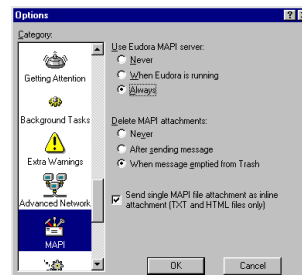 Options
Category:
Getting Attention
Background Tasks
Extra Warnings
Advanced Network
MAPI
Use Eudora MAPI server:
Never
When Eudora is running
Always
Delete MAPI attachments:
Never
After sending message
When message emptied from Trash
Send single MAPI file attachment as inline
attachment (TXT and HTML files only)
OK
Cancel